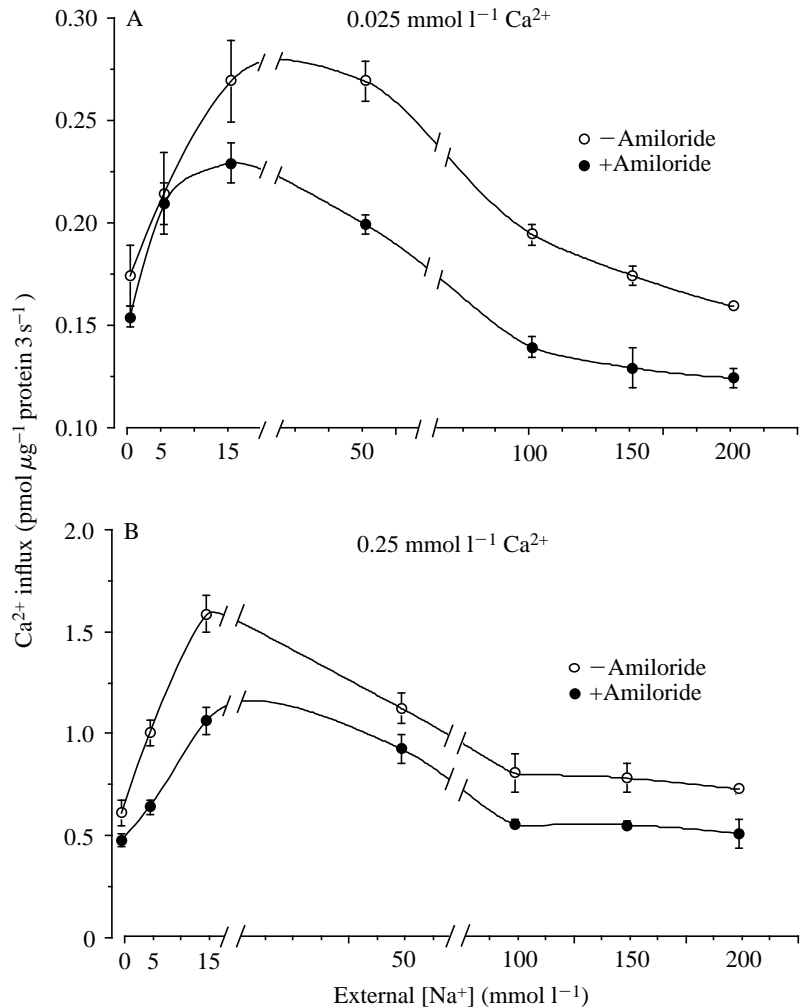 A
0.025 mmol l⁻¹ Ca²⁺
0.30
0.25
0.20
0.15
0.10
−Amiloride
+Amiloride
0 5 15 50 100 150 200
Ca²⁺ influx (pmol μg⁻¹ protein 3 s⁻¹)
B
0.25 mmol l⁻¹ Ca²⁺
2.0
1.5
1.0
0.5
0
−Amiloride
+Amiloride
0 5 15 50 100 150 200
External [Na⁺] (mmol l⁻¹)